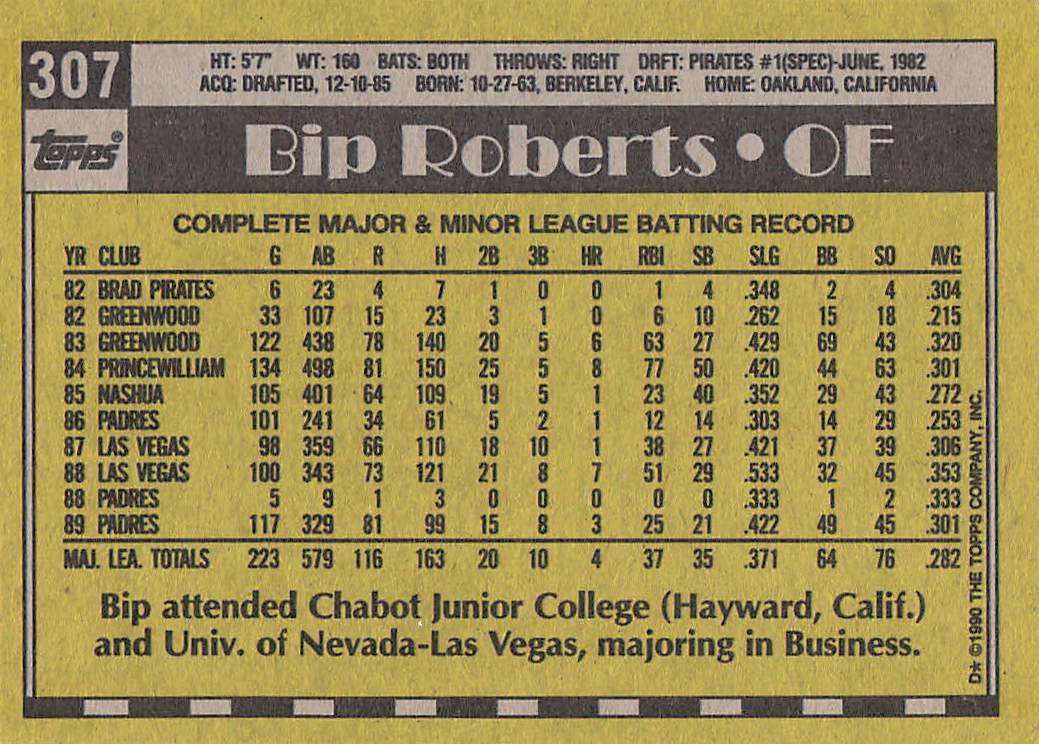 307
HT: 5'7" WT: 160 BATS: BOTH THROWS: RIGHT DRFT: PIRATES #1(SPEC)-JUNE, 1982
ACQ: DRAFTED, 12-10-85 BORN: 10-27-63, BERKELEY, CALIF. HOME: OAKLAND, CALIFORNIA
topps®
Bip Roberts • OF
COMPLETE MAJOR & MINOR LEAGUE BATTING RECORD
YR CLUB G AB R H 2B 3B HR RBI SB SLG BB SO AVG
82 BRAD PIRATES 6 23 4 7 1 0 0 1 4 .348 2 4 .304
82 GREENWOOD 33 107 15 23 3 1 0 6 10 .262 15 18 .215
83 GREENWOOD 122 438 78 140 20 5 6 63 27 .429 69 43 .320
84 PRINCEWILLIAM 134 498 81 150 25 5 8 77 50 .420 44 63 .301
85 NASHUA 105 401 64 109 19 5 1 23 40 .352 29 43 .272
86 PADRES 101 241 34 61 5 2 1 12 14 .303 14 29 .253
87 LAS VEGAS 98 359 66 110 18 10 1 38 27 .421 37 39 .306
88 LAS VEGAS 100 343 73 121 21 8 7 51 29 .533 32 45 .353
88 PADRES 5 9 1 3 0 0 0 0 0 .333 1 2 .333
89 PADRES 117 329 81 99 15 8 3 25 21 .422 49 45 .301
MAJ. LEA. TOTALS 223 579 116 163 20 10 4 37 35 .371 64 76 .282
Bip attended Chabot Junior College (Hayward, Calif.)
and Univ. of Nevada-Las Vegas, majoring in Business.
D* ©1990 THE TOPPS COMPANY, INC.